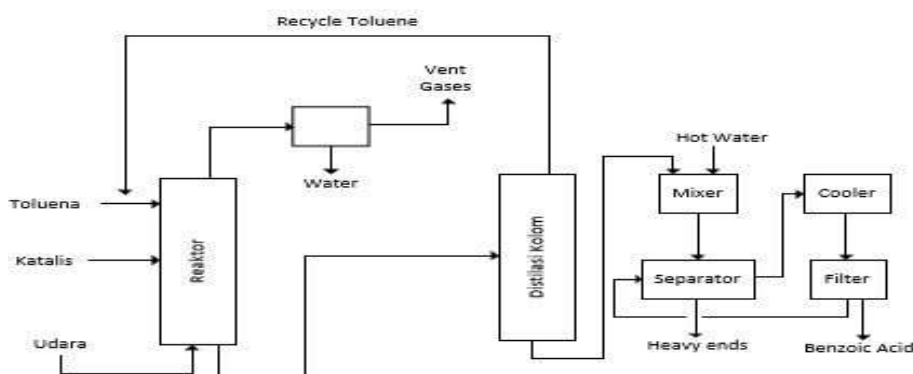 Recycle Toluene
Vent
Gases
Hot Water
Water
Mixer
Cooler
Toluena
Reaktor
Distilasi Kolom
Katalis
Separator
Filter
Udara
Heavy ends
Benzoic Acid